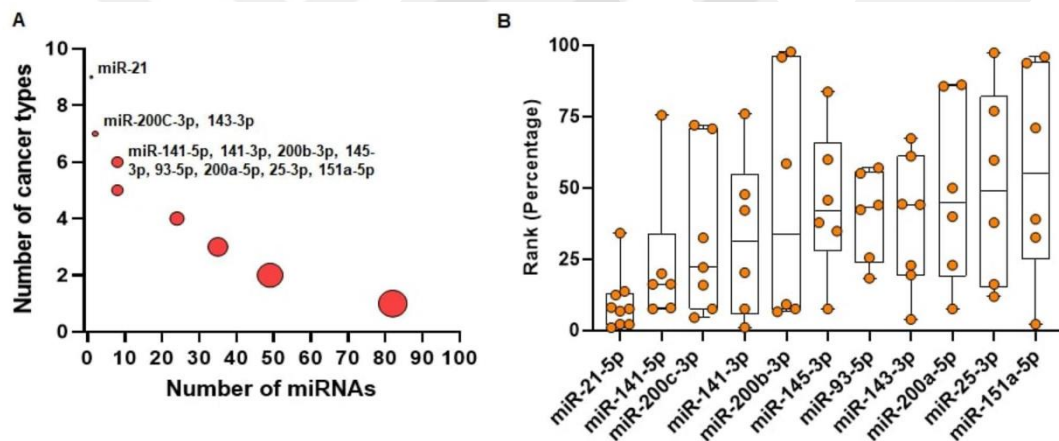 A
Number of cancer types
10
8
6
4
2
0
miR-21
miR-200C-3p, 143-3p
miR-141-5p, 141-3p, 200b-3p, 145-
3p, 93-5p, 200a-5p, 25-3p, 151a-5p
0 10 20 30 40 50 60 70 80 90 100
Number of miRNAs
B
Rank (Percentage)
100
75
50
25
0
miR-21-5p
miR-141-5p
miR-200c-3p
miR-141-3p
miR-200b-3p
miR-145-3p
miR-93-5p
miR-143-3p
miR-200a-5p
miR-25-3p
miR-151a-5p